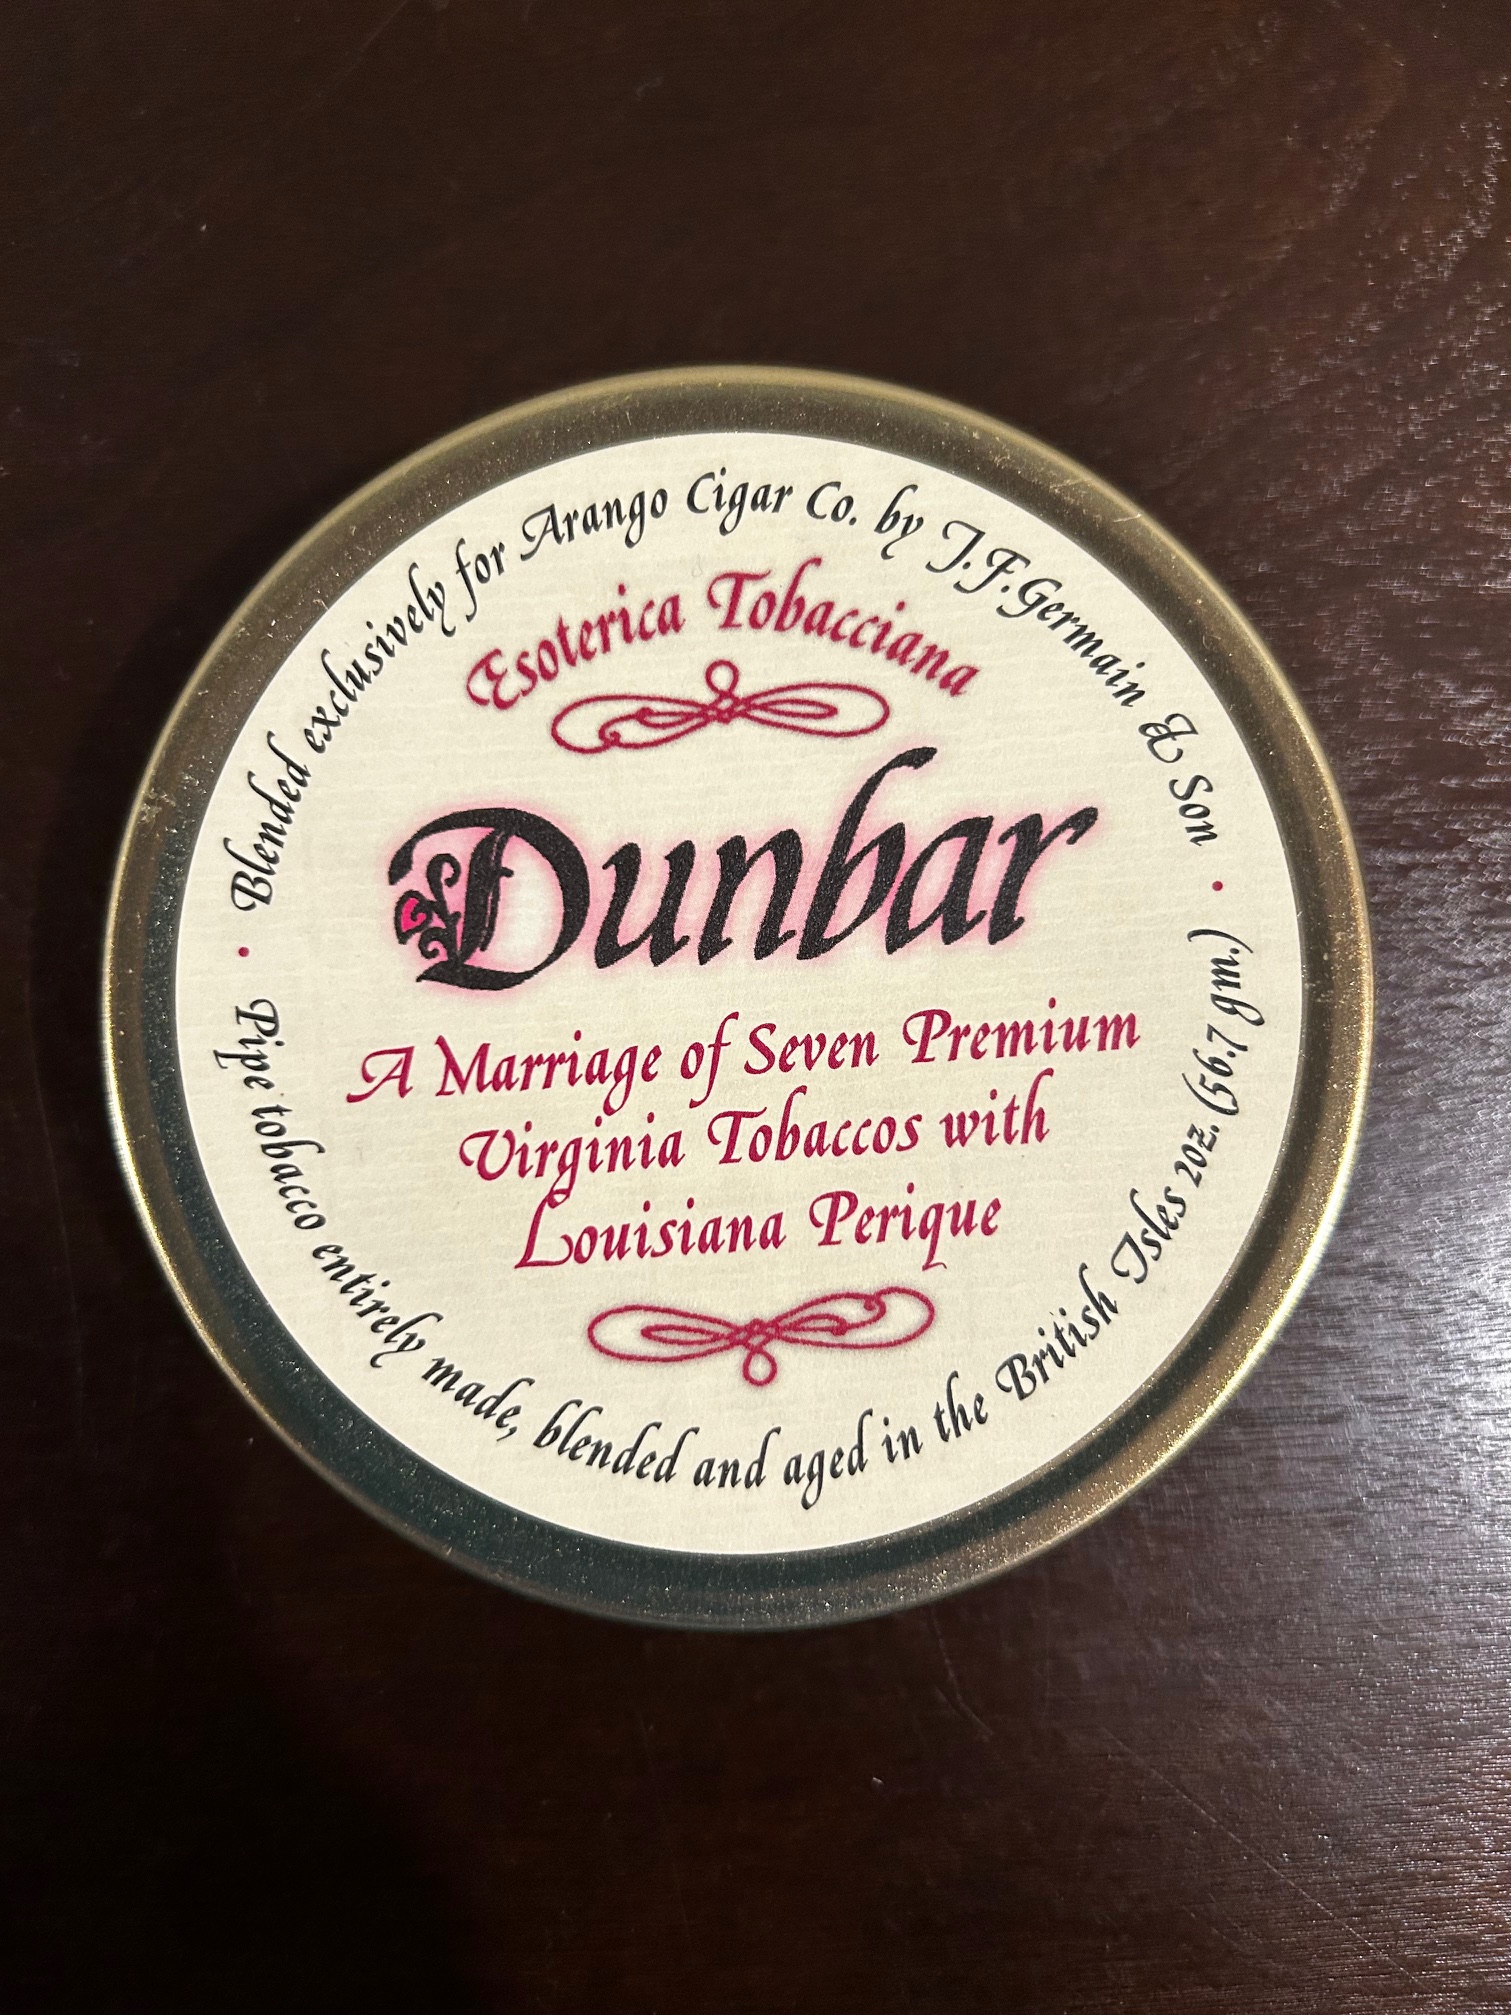 Blended exclusively for Arango Cigar Co. by J.F.Germain & Son
Esoterica Tobacciana
Dunbar
A Marriage of Seven Premium
Virginia Tobaccos with
Louisiana Perique
Pipe tobacco entirely made, blended and aged in the British Isles 2oz. (56.7 gm.)